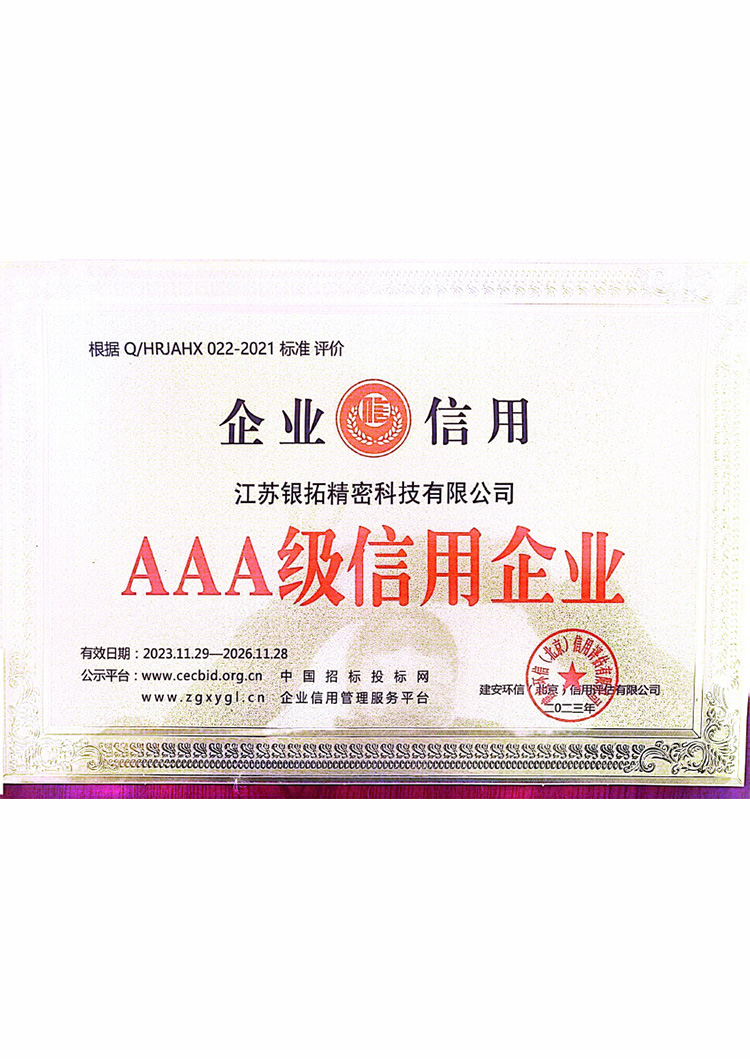 根据 Q/HRJAHX 022-2021 标准 评价
企业 信用
江苏银拓精密科技有限公司
AAA级信用企业
有效日期：2023.11.29—2026.11.28
公示平台：www.cecbid.org.cn 中国招标投标网
www.zgxygl.cn 企业信用管理服务平台
建安环信（北京）信用评估有限公司
二0二三年